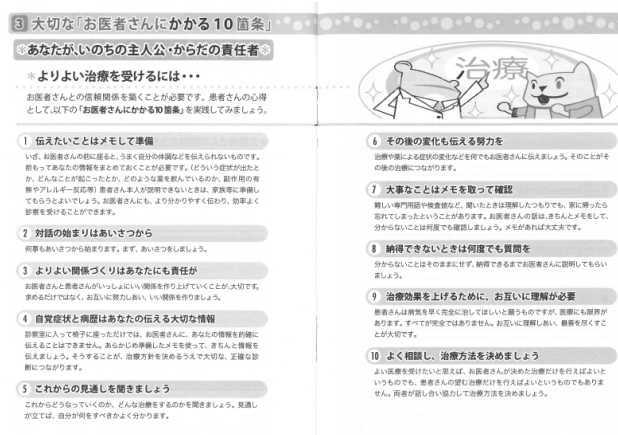 3 大切な「お医者さんにかかる10箇条」
あなたが、いのちの主人公・からだの責任者
*よりよい治療を受けるには・・・
お医者さんとの信頼関係を築くことが必要です。患者さんの心得
として、以下の「お医者さんにかかる10箇条」を実践してみましょう。
1 伝えたいことはメモして準備
いざ、お医者さんの前に座ると、うまく自分の体調などを伝えられないものです。
前もってあなたの情報をまとめておくことが必要です。（どういう症状が出たと
か、どんなことが起こったとか、どのような薬を飲んでいるのか、副作用の有
無やアレルギー反応等）患者さん本人が説明できないときは、家族等に準備し
てもらうとよいでしょう。お医者さんにも、より分かりやすく伝わり、効率よく
診察を受けることができます。
2 対話の始まりはあいさつから
何事もあいさつから始まります。まず、あいさつをしましょう。
3 よりよい関係づくりはあなたにも責任が
お医者さんと患者さんがいっしょにいい関係を作り上げていくことが、大切です。
求めるだけではなく、お互いに努力しあい、いい関係を作りましょう。
4 自覚症状と病歴はあなたの伝える大切な情報
診察室に入って椅子に座っただけでは、お医者さんに、あなたの情報を的確に
伝えることはできません。あらかじめ準備したメモを使って、きちんと情報を
伝えましょう。そうすることが、治療方針を決めるうえで大切な、正確な診
断につながります。
5 これからの見通しを聞きましょう
これからどうなっていくのか、どんな治療をするのかを聞きましょう。見通し
が立てば、自分が何をすべきかよく分かります。
治療
6 その後の変化も伝える努力を
治療や薬による症状の変化などを何でもお医者さんに伝えましょう。そのことがそ
の後の治療につながります。
7 大事なことはメモを取って確認
難しい専門用語や検査値など、聞いたときは理解したつもりでも、家に帰ったら
忘れてしまったということがあります。お医者さんの話は、きちんとメモをして、
分からないことは何度でも確認しましょう。メモがあれば大丈夫です。
8 納得できないときは何度でも質問を
分からないことはそのままにせず、納得できるまでお医者さんに説明してもらい
ましょう。
9 治療効果を上げるために、お互いに理解が必要
患者さんは病気を早く完全に治してほしいと願うものですが、医療にも限界が
あります。すべてが完全ではありません。お互いに理解しあい、最善を尽くすこ
とが大切です。
10 よく相談し、治療方法を決めましょう
よい医療を受けたいと思えば、お医者さんが決めた治療だけを行えばよいと
いうものでも、患者さんの望む治療だけを行えばよいというものでもありま
せん。両者が話し合い協力して治療方法を決めましょう。